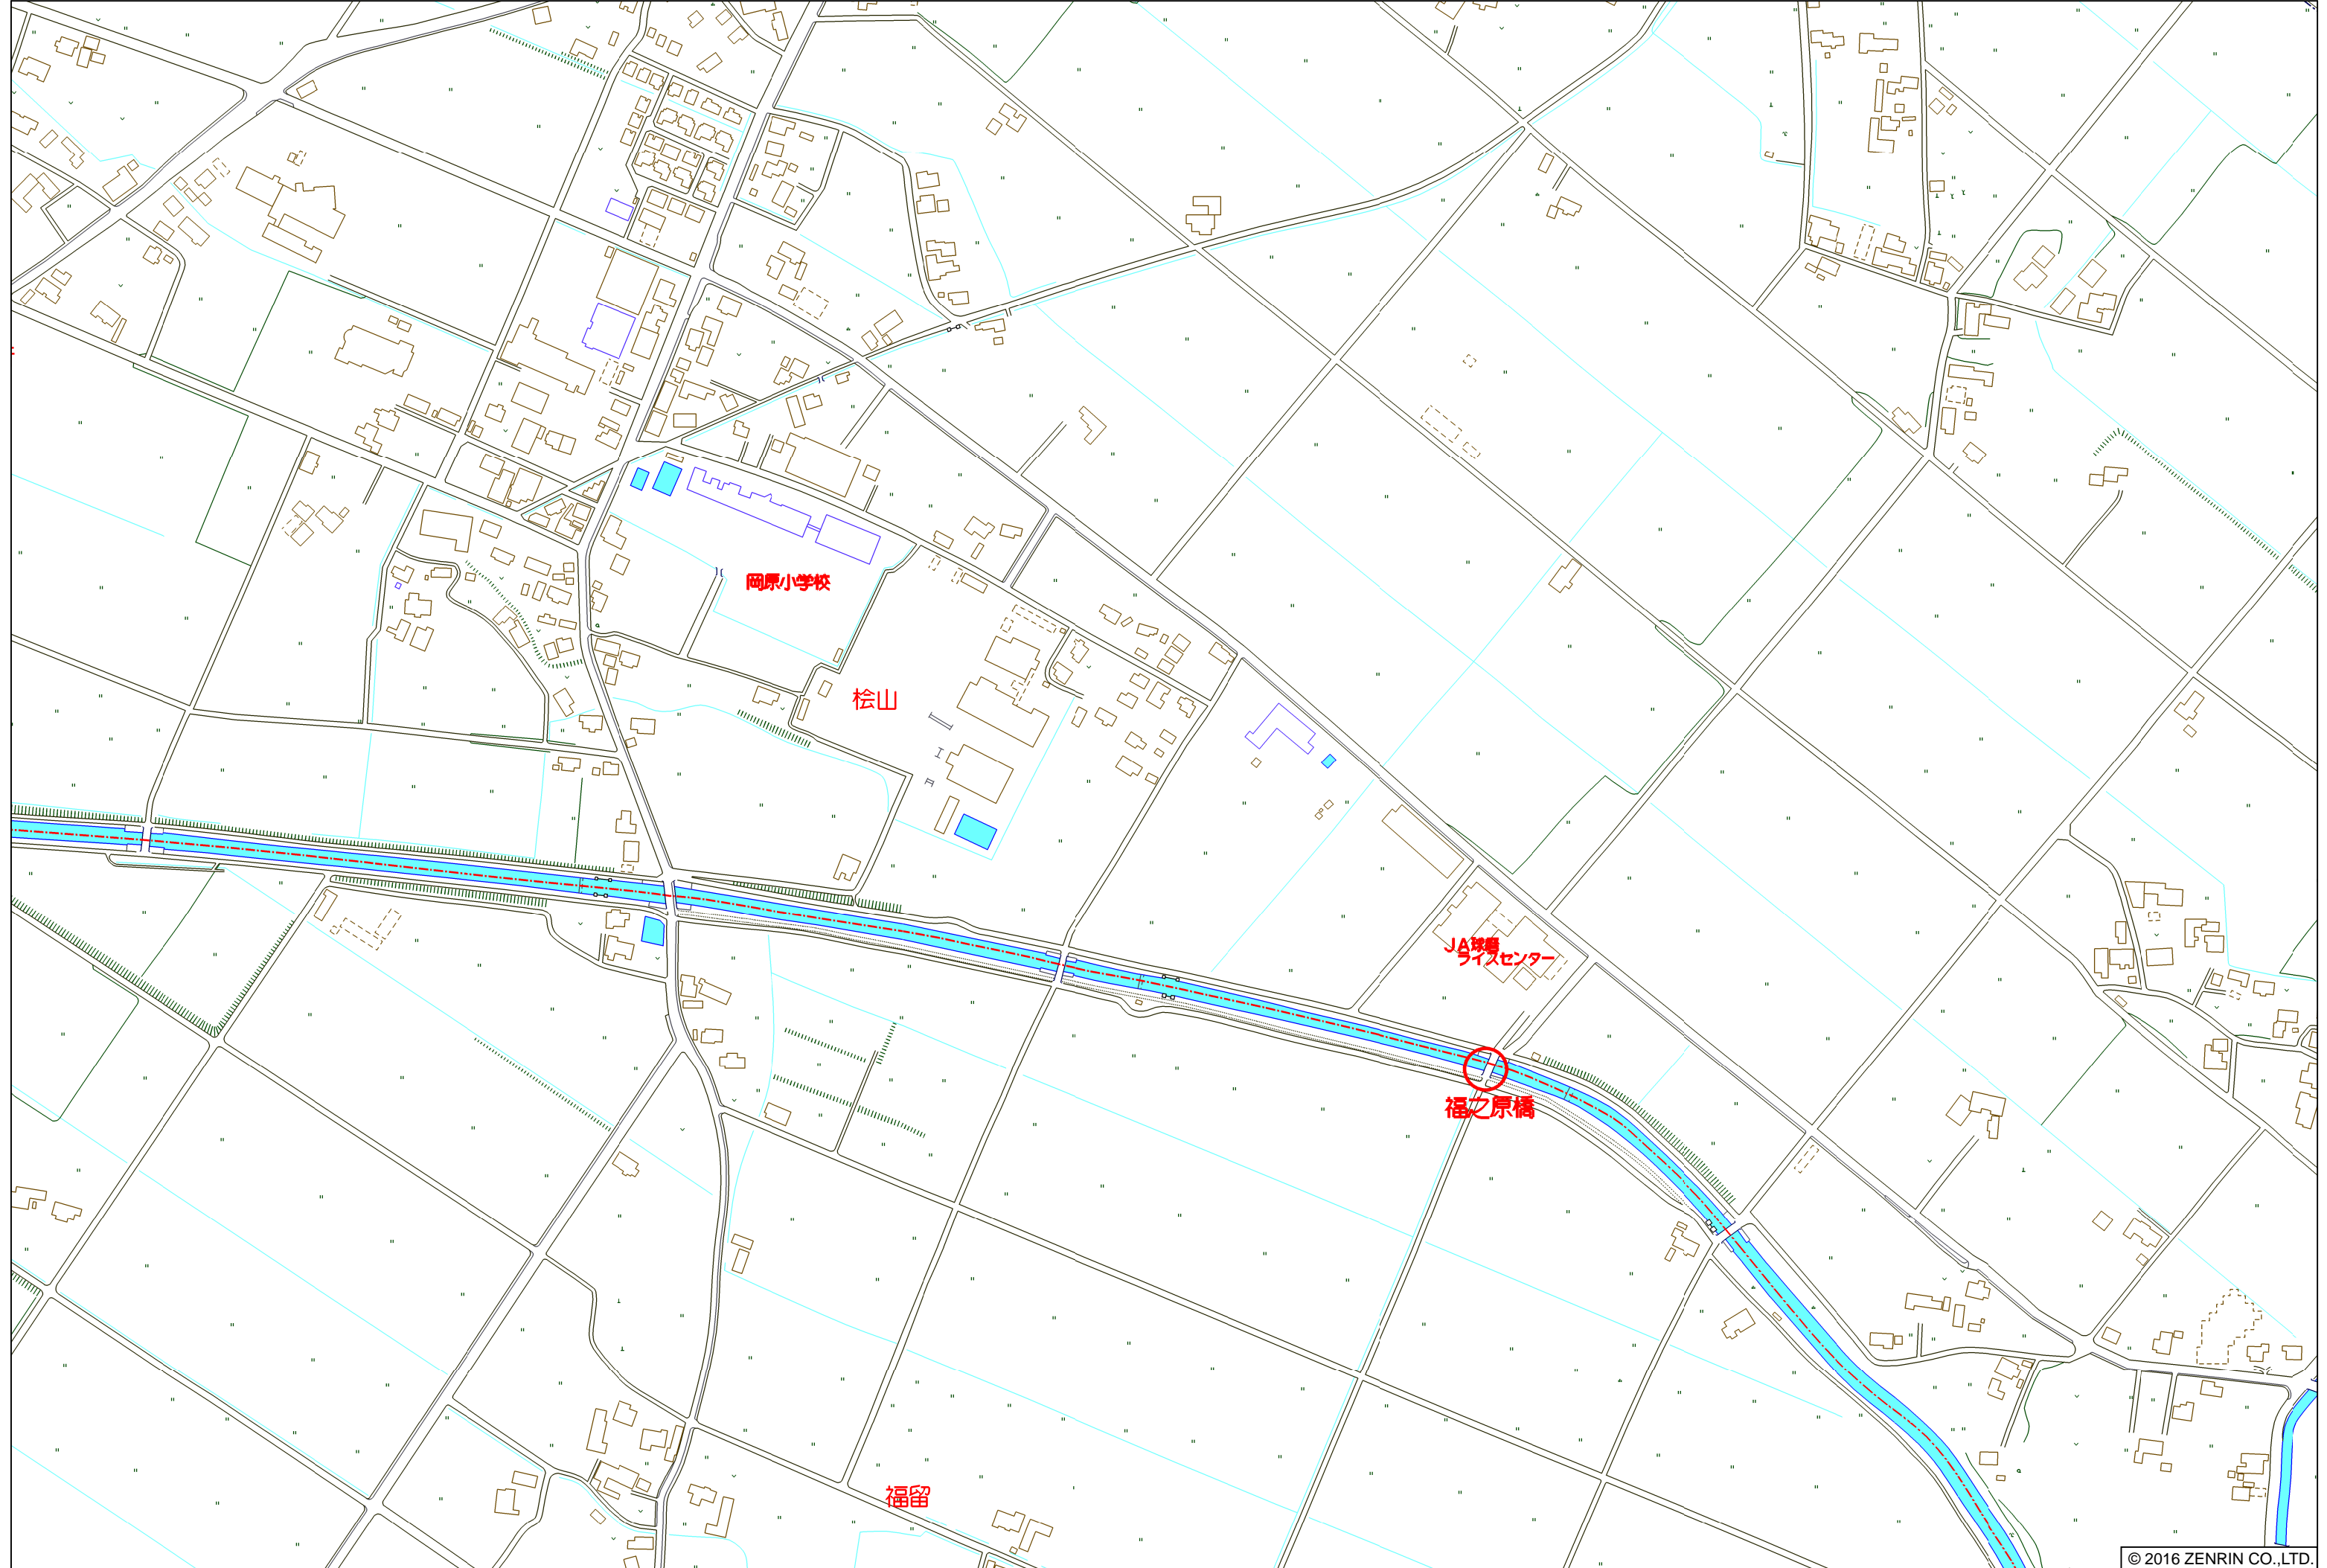 岡原小学校
桧山
JA球磨
ライスセンター
福之原橋
福留
© 2016 ZENRIN CO.,LTD.